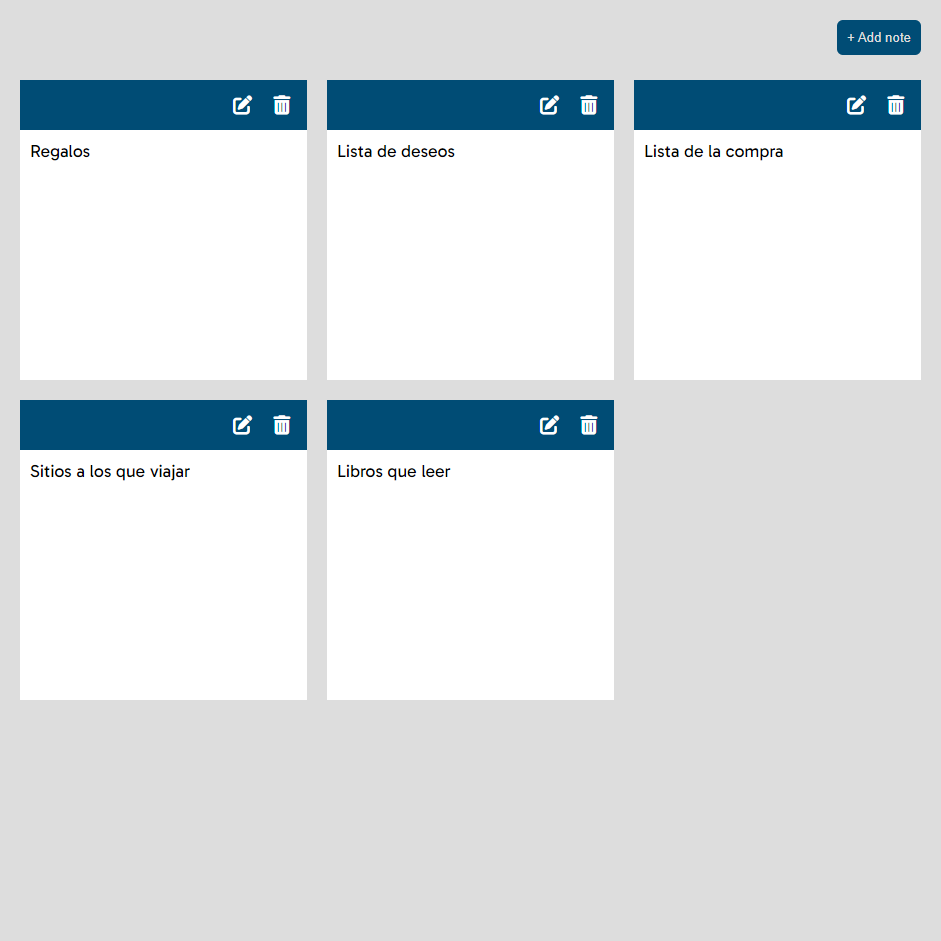 + Add note
Regalos
Lista de deseos
Lista de la compra
Sitios a los que viajar
Libros que leer